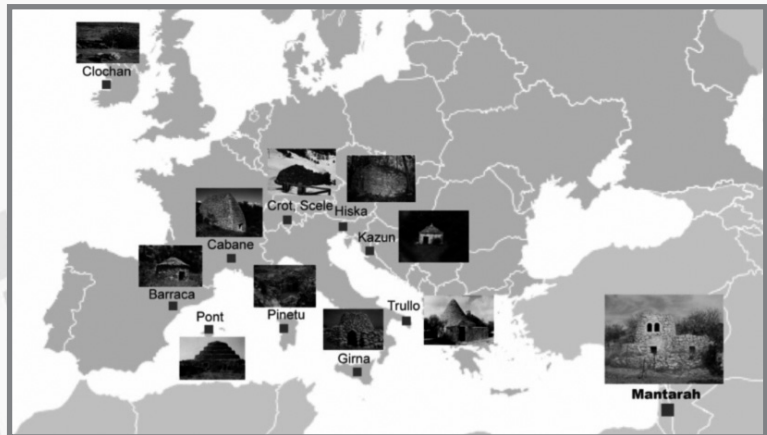 Clochan
Crot. Scele
Hiska
Cabane
Kazun
Barraca
Pinetu
Trullo
Pont
Girna
Mantarah